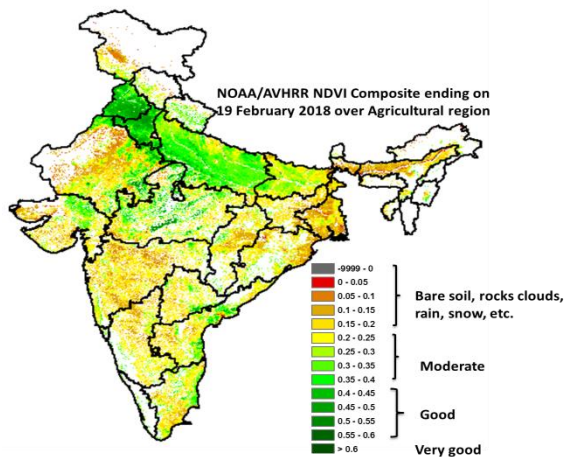 NOAA/AVHRR NDVI Composite ending on
19 February 2018 over Agricultural region
-9999 - 0
0 - 0.05
0.05 - 0.1
0.1 - 0.15
0.15 - 0.2
0.2 - 0.25
0.25 - 0.3
0.3 - 0.35
0.35 - 0.4
0.4 - 0.45
0.45 - 0.5
0.5 - 0.55
0.55 - 0.6
> 0.6
Bare soil, rocks clouds,
rain, snow, etc.
Moderate
Good
Very good